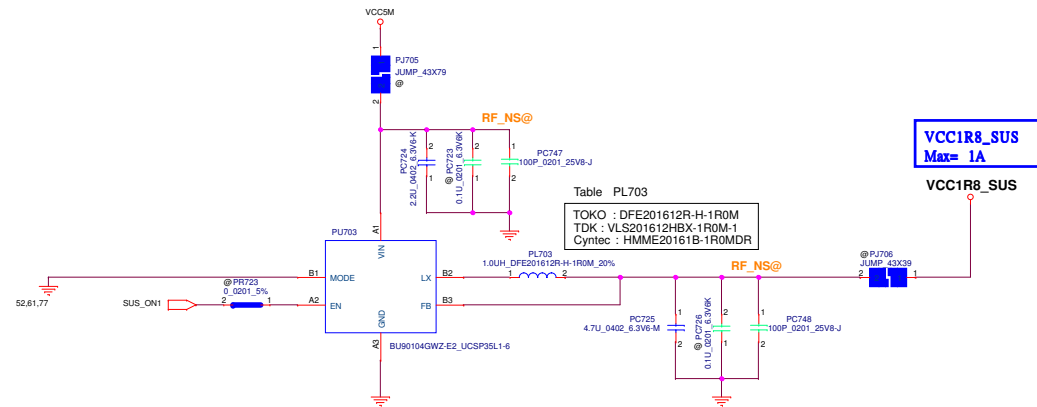 VCC5M
1
PJ705
JUMP_43X79
@
2
RF_NS@
PC724
2.2U_0402_6.3V6-K
2
1
@ PC723
0.1U_0201_6.3V6K
2
1
1
PC747
100P_0201_25V8-J
2
VCC1R8_SUS
Max= 1A
VCC1R8_SUS
Table PL703
TOKO : DFE201612R-H-1R0M
TDK : VLS201612HBX-1R0M-1
Cyntec : HMME20161B-1R0MDR
PU703
A1
VIN
B1
MODE
LX
B2
1
PL703
1.0UH_DFE201612R-H-1R0M_20%
2
RF_NS@
@ PJ706
JUMP_43X39
2
1
52,61,77
SUS_ON1
@ PR723
0_0201_5%
2
1
A2
EN
FB
B3
GND
A3
BU90104GWZ-E2_UCSP35L1-6
1
PC725
4.7U_0402_6.3V6-M
2
@ PC726
0.1U_0201_6.3V6K
2
1
1
PC748
100P_0201_25V8-J
2